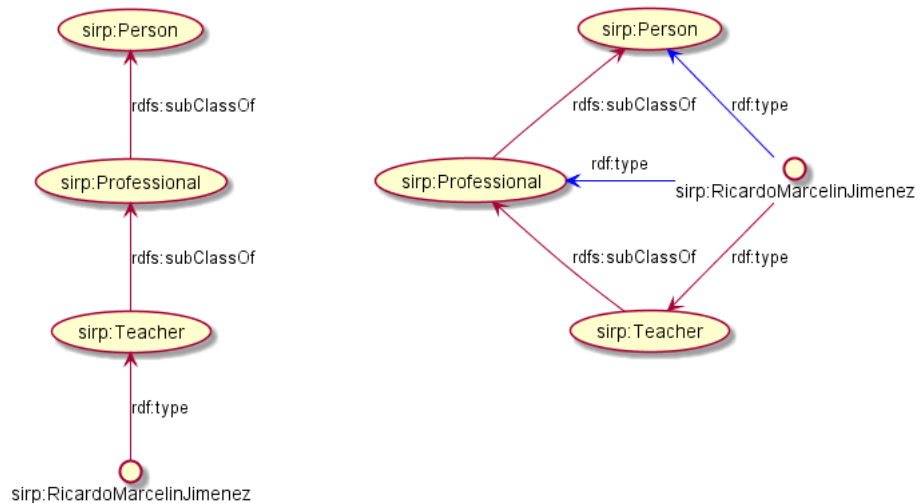 sirp:Person
rdfs:subClassOf
sirp:Professional
rdfs:subClassOf
sirp:Teacher
rdf:type
sirp:RicardoMarcelinJimenez
sirp:Person
rdfs:subClassOf
rdf:type
rdf:type
sirp:Professional
sirp:RicardoMarcelinJimenez
rdfs:subClassOf
rdf:type
sirp:Teacher